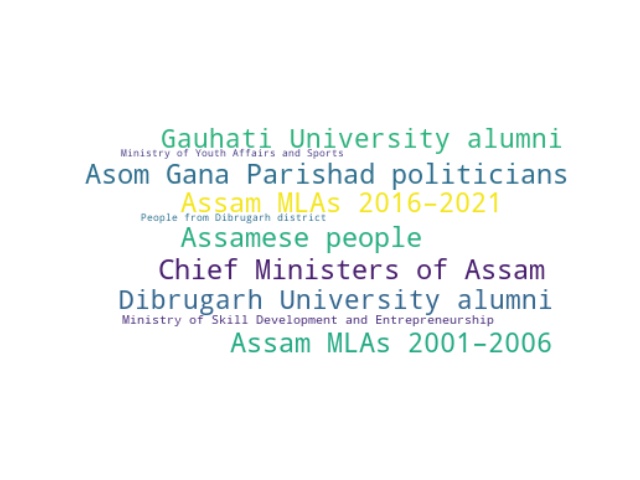 Gauhati University alumni
Ministry of Youth Affairs and Sports
Asom Gana Parishad politicians
Assam MLAs 2016–2021
People from Dibrugarh district
Assamese people
Chief Ministers of Assam
Dibrugarh University alumni
Ministry of Skill Development and Entrepreneurship
Assam MLAs 2001–2006